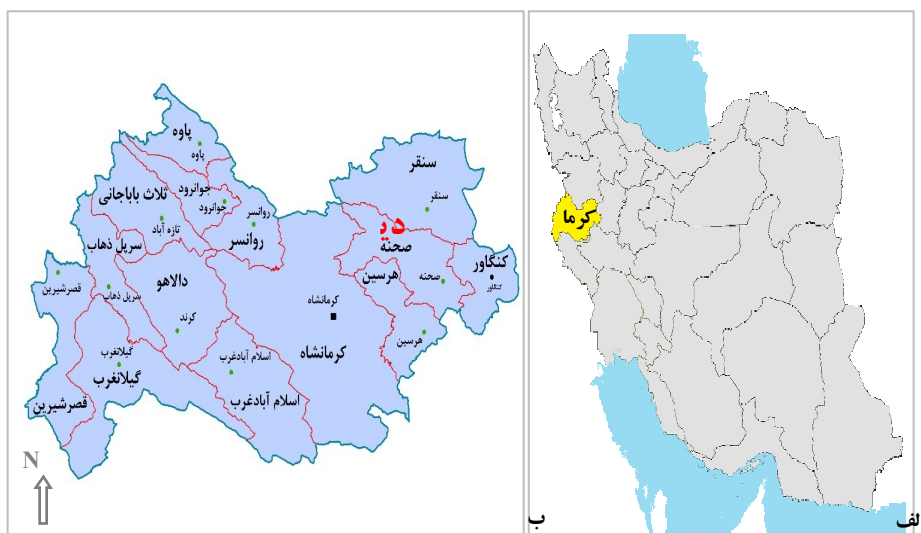 پاوه
پاوه
سنقر
سنقر
جوانرود
جوانرود
ثلاث باباجانی
تازه آباد
روانسر
روانسر
دی
صحنه
صحنه
کنگاور
کنگاور
سرپل ذهاب
سرپل ذهاب
هرسین
هرسین
دالاهو
قصرشیرین
کرمانشاه
کرمانشاه
کرند
گیلانغرب
گیلانغرب
اسلام آبادغرب
اسلام آبادغرب
قصرشیرین
N
کرما
ب
لف